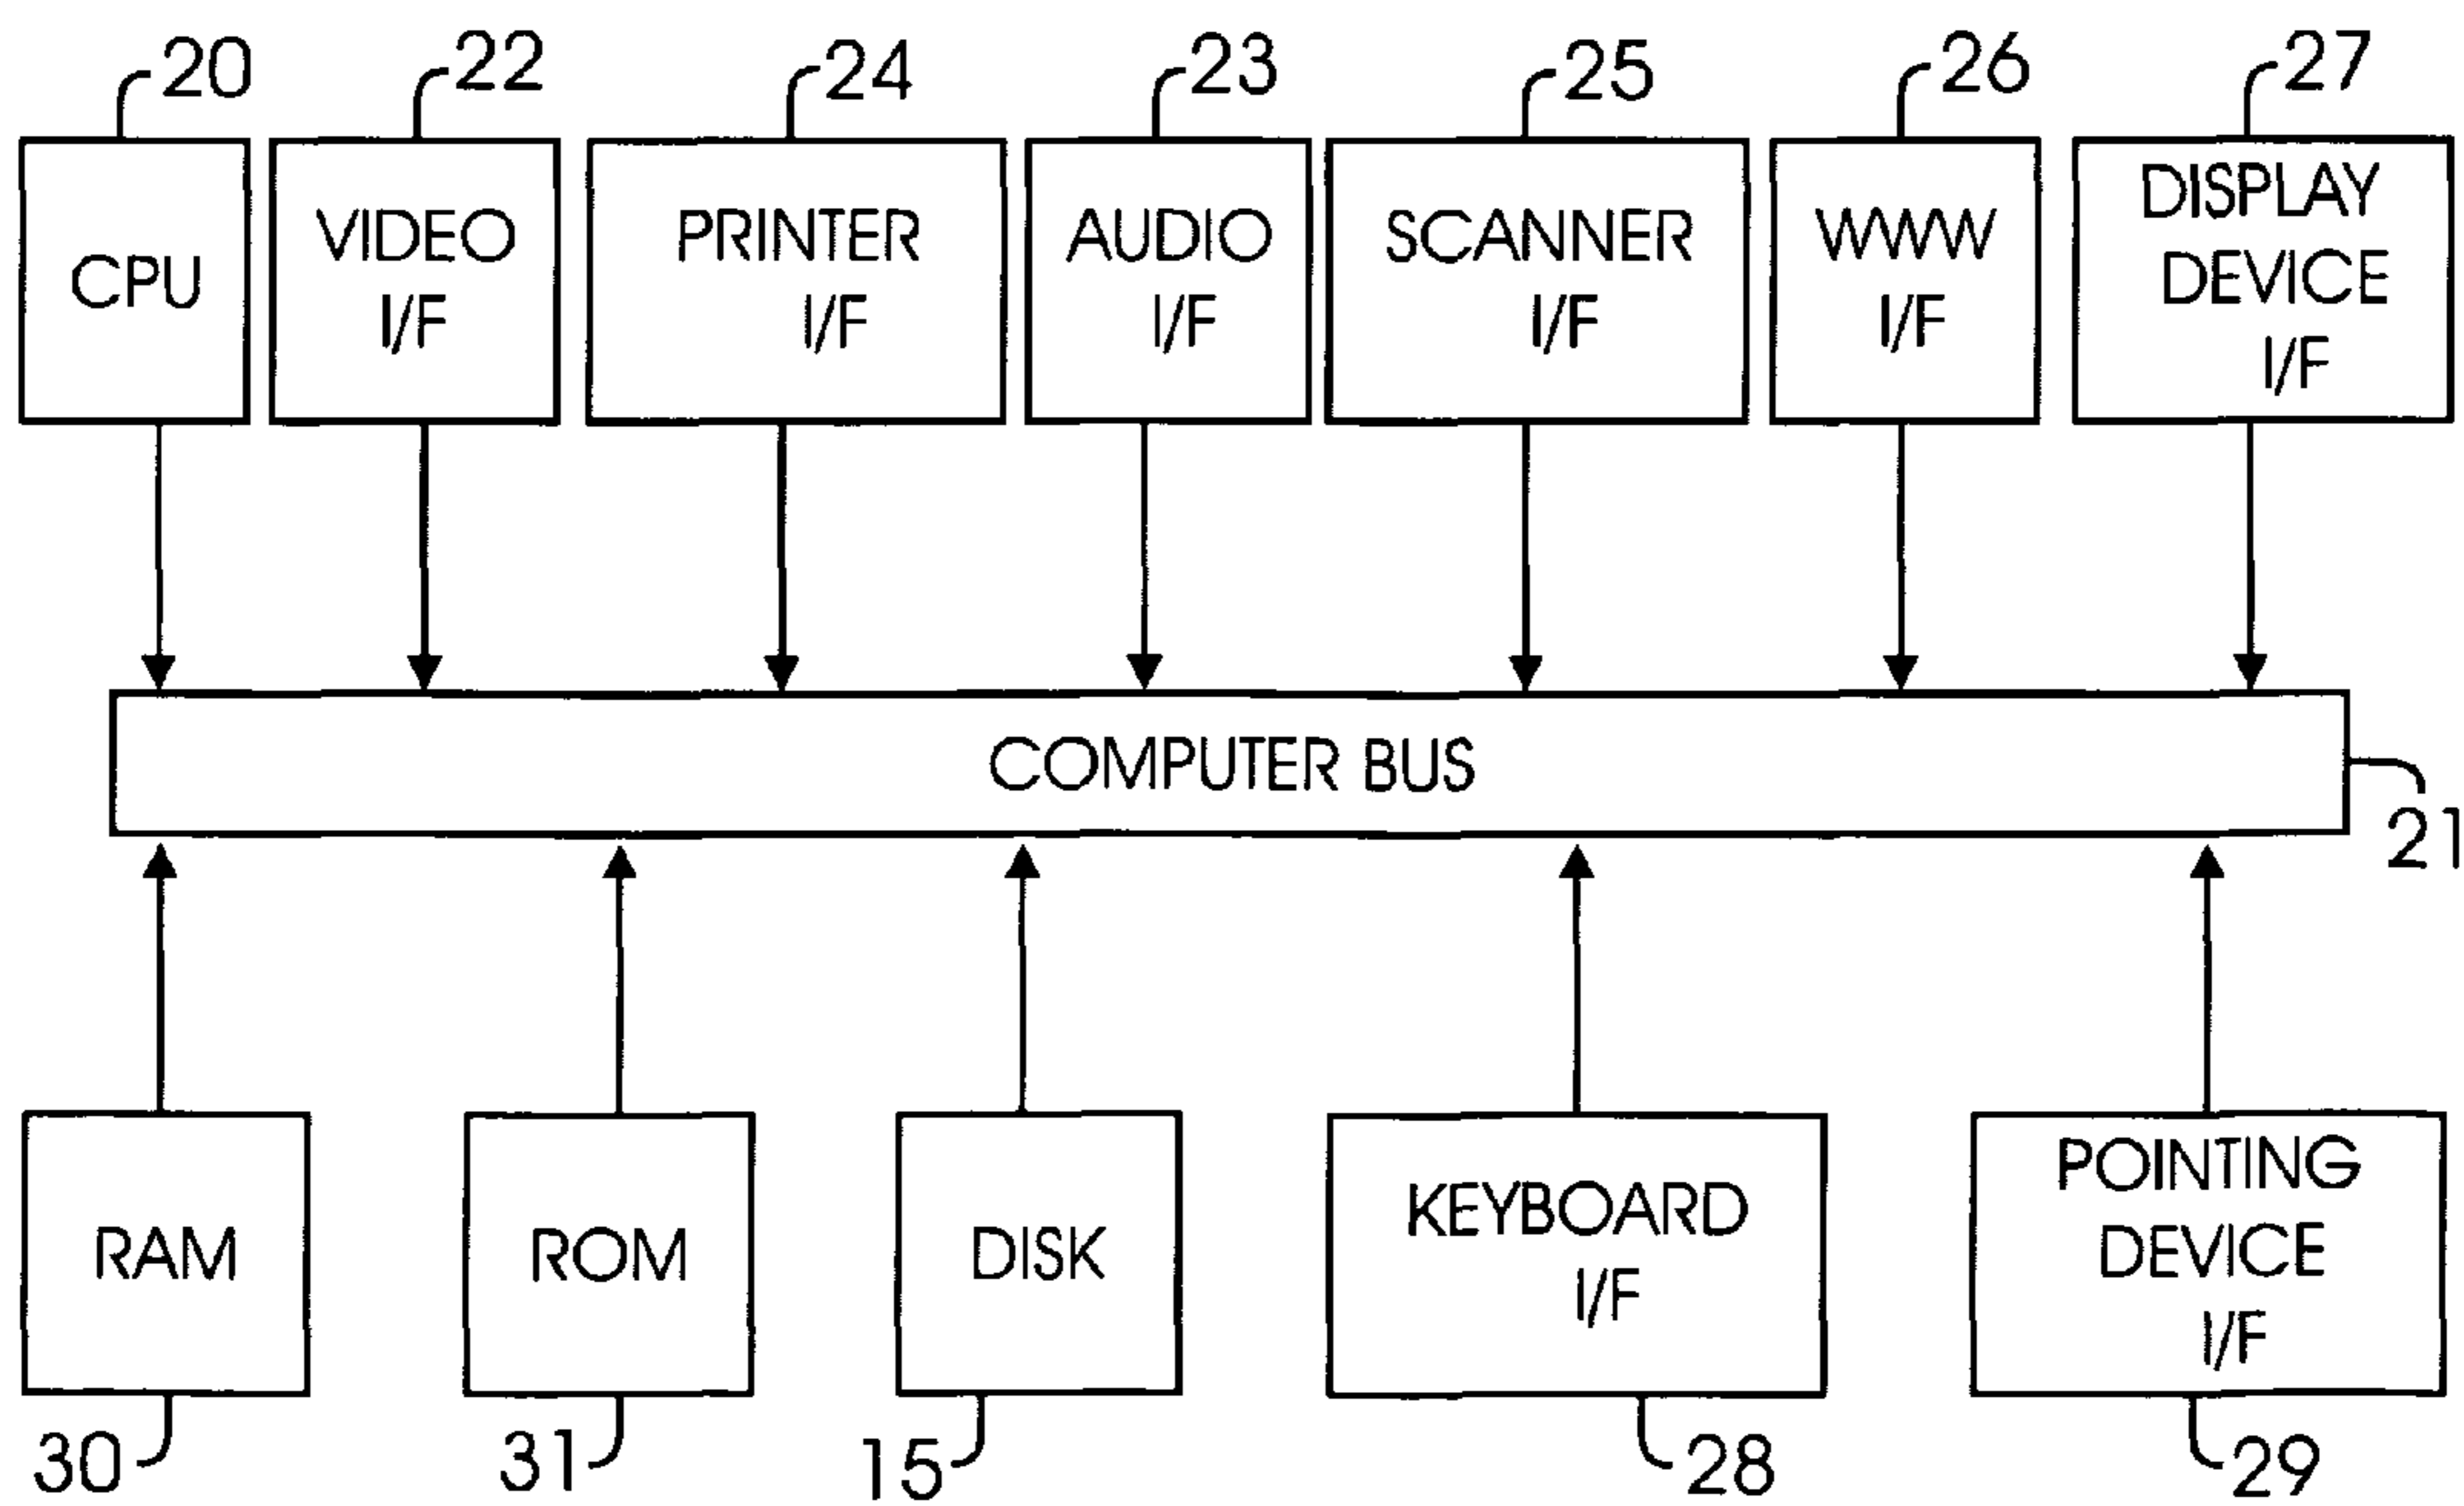 20
22
24
23
25
26
27
CPU
VIDEO
I/F
PRINTER
I/F
AUDIO
I/F
SCANNER
I/F
WWW
I/F
DISPLAY
DEVICE
I/F
COMPUTER BUS
21
RAM
ROM
DISK
KEYBOARD
I/F
POINTING
DEVICE
I/F
30
31
15
28
29